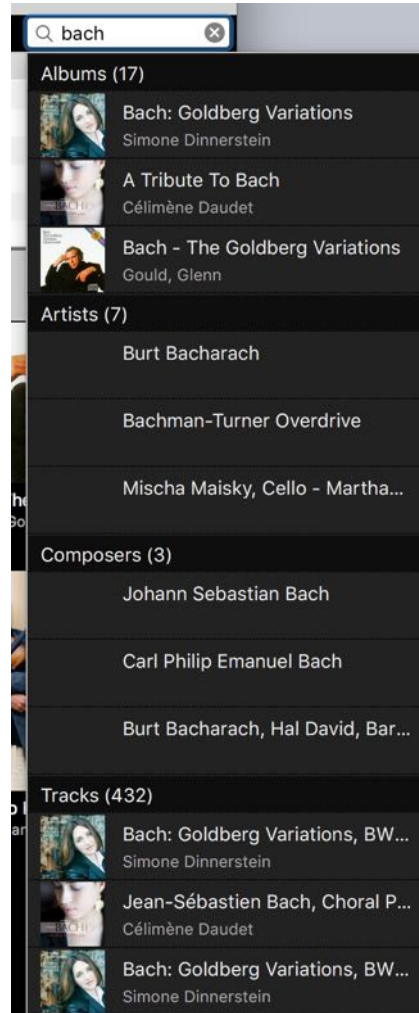 bach
Albums (17)
Bach: Goldberg Variations
Simone Dinnerstein
A Tribute To Bach
Célimène Daudet
Bach - The Goldberg Variations
Gould, Glenn
Artists (7)
Burt Bacharach
Bachman-Turner Overdrive
Mischa Maisky, Cello - Martha...
Composers (3)
Johann Sebastian Bach
Carl Philip Emanuel Bach
Burt Bacharach, Hal David, Bar...
Tracks (432)
Bach: Goldberg Variations, BW...
Simone Dinnerstein
Jean-Sébastien Bach, Choral P...
Célimène Daudet
Bach: Goldberg Variations, BW...
Simone Dinnerstein